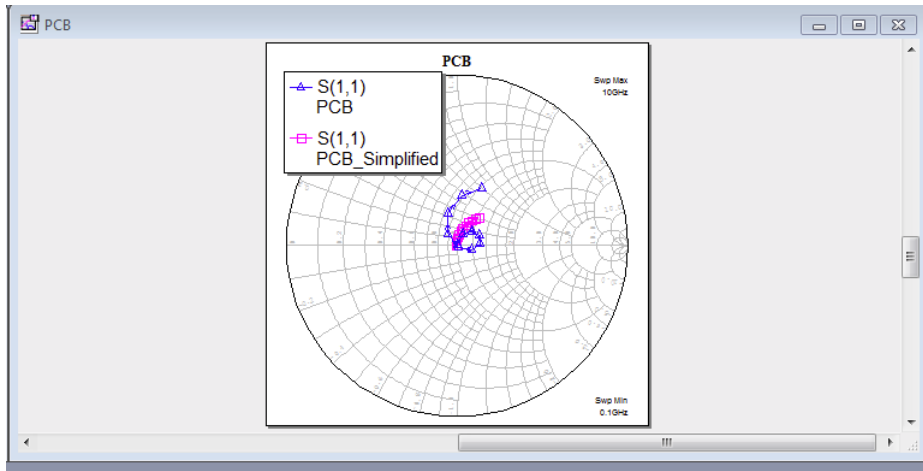 PCB
PCB
S(1,1)
PCB
S(1,1)
PCB_Simplified
Swp Max
10GHz
Swp Min
0.1GHz